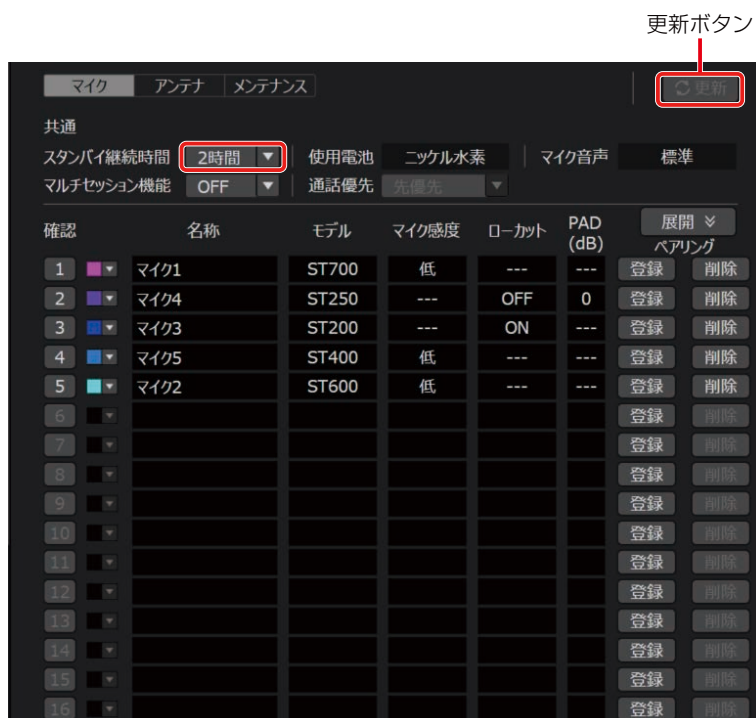 更新ボタン
マイク アンテナ メンテナンス 更新
共通
スタンバイ継続時間 2時間 使用電池 ニッケル水素 マイク音声 標準
マルチセッション機能 OFF 通話優先 先優先
確認 名称 モデル マイク感度 ローカット PAD (dB) 展開 ペアリング
1 マイク1 ST700 低 --- --- 登録 削除
2 マイク4 ST250 --- OFF 0 登録 削除
3 マイク3 ST200 --- ON --- 登録 削除
4 マイク5 ST400 低 --- --- 登録 削除
5 マイク2 ST600 低 --- --- 登録 削除
6 登録 削除
7 登録 削除
8 登録 削除
9 登録 削除
10 登録 削除
11 登録 削除
12 登録 削除
13 登録 削除
14 登録 削除
15 登録 削除
16 登録 削除